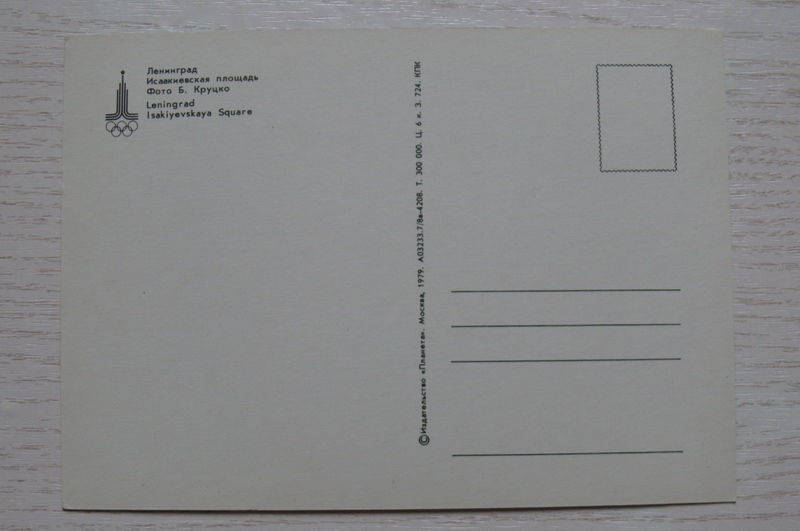 Ленинград
Исаакиевская площадь
Фото Б. Круцко
Leningrad
Isakiyevskaya Square
© Издательство «Планета». Москва, 1979. А03233.7/8в-4208. Т. 300 000. Ц. 6 к. З. 724. КПК